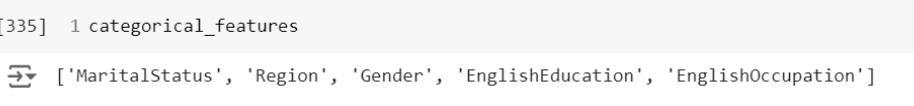 [335] 1 categorical_features
['MaritalStatus', 'Region', 'Gender', 'EnglishEducation', 'EnglishOccupation']